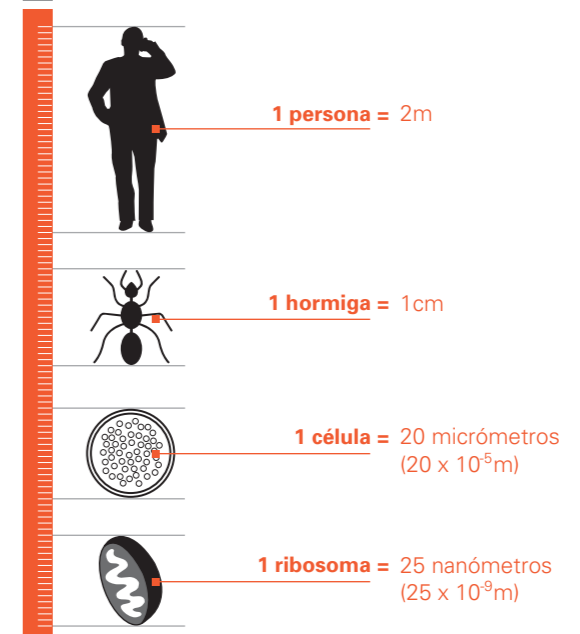 1 persona = 2m
1 hormiga = 1cm
1 célula = 20 micrómetros
(20 x 10⁻⁵m)
1 ribosoma = 25 nanómetros
(25 x 10⁻⁹m)